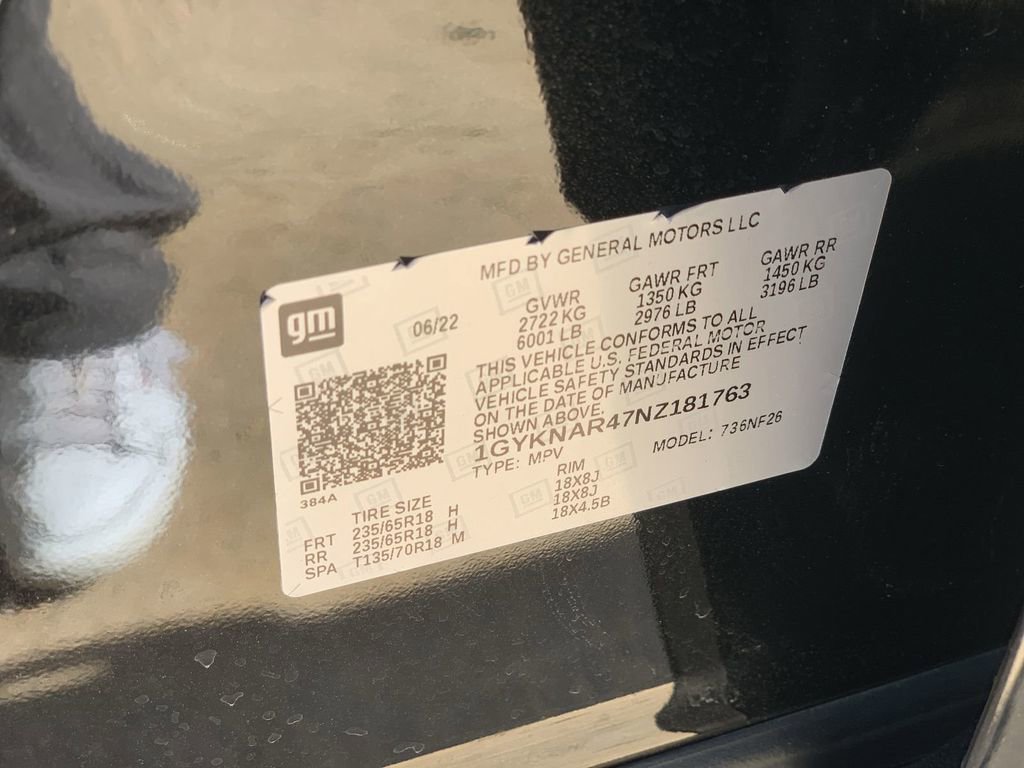 MFD BY GENERAL MOTORS LLC
gm
06/22
GVWR
2722 KG
6001 LB
GAWR FRT
1350 KG
2976 LB
GAWR RR
1450 KG
3196 LB
THIS VEHICLE CONFORMS TO ALL
APPLICABLE U.S. FEDERAL MOTOR
VEHICLE SAFETY STANDARDS IN EFFECT
ON THE DATE OF MANUFACTURE
SHOWN ABOVE.
1GYKNAR47NZ181763
TYPE: MPV
MODEL: 736NF26
384A
TIRE SIZE RIM
FRT 235/65R18 H 18X8J
RR 235/65R18 H 18X8J
SPA T135/70R18 M 18X4.5B